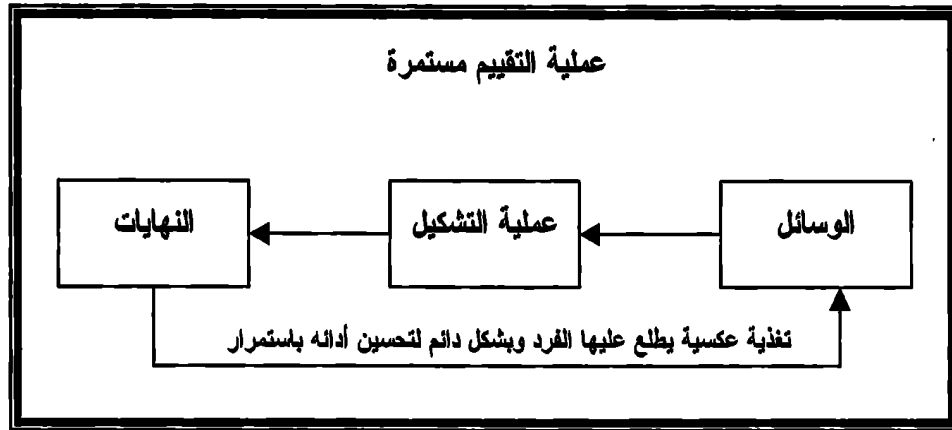 عملية التقييم مستمرة
الوسائل
عملية التشكيل
النهايات
تغذية عكسية يطلع عليها الفرد وبشكل دائم لتحسين أدائه باستمرار